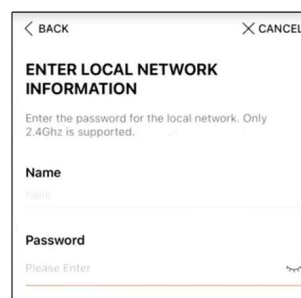 BACK
CANCEL
ENTER LOCAL NETWORK
INFORMATION
Enter the password for the local network. Only
2.4Ghz is supported.
Name
hello
Password
Please Enter